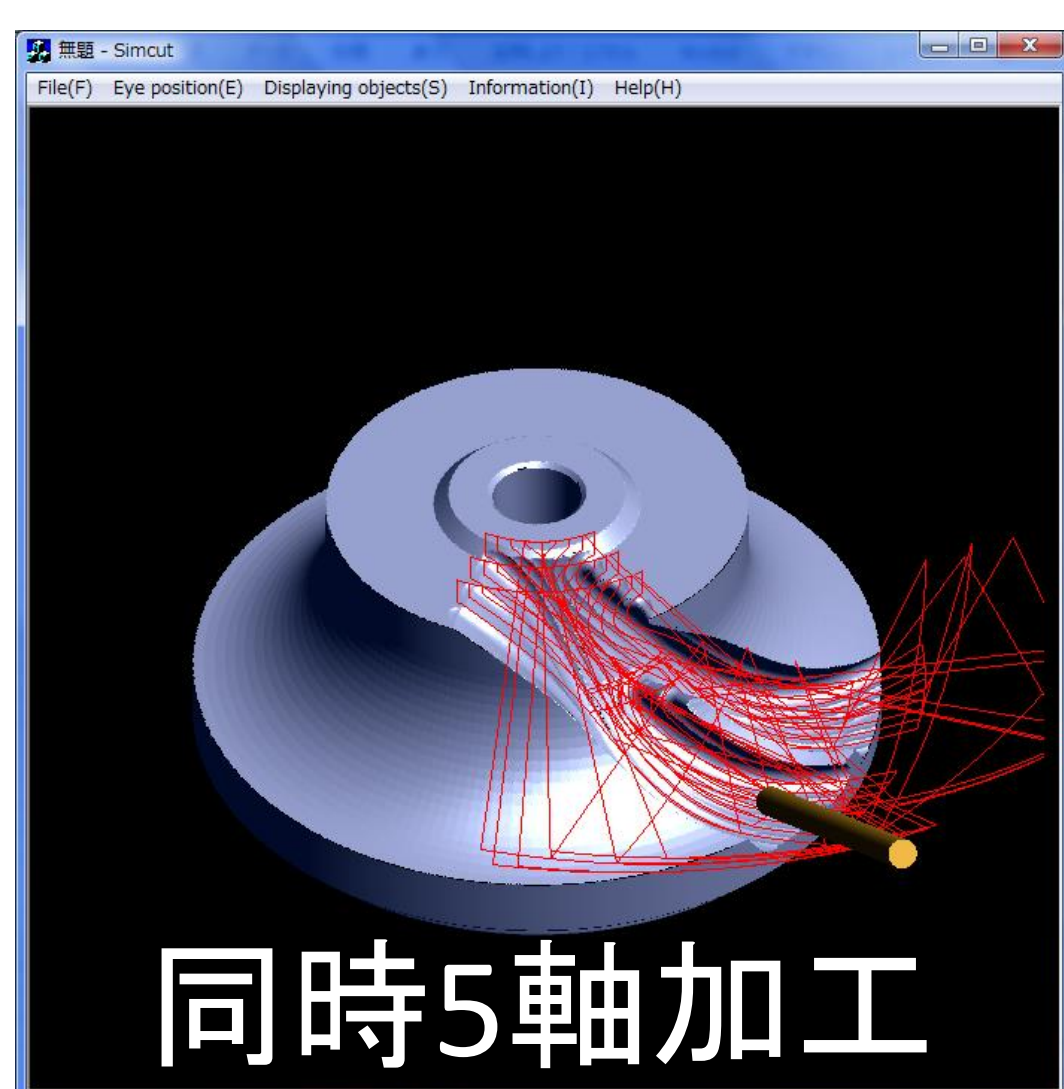 無題 - Simcut
File(F) Eye position(E) Displaying objects(S) Information(I) Help(H)
同時5軸加工